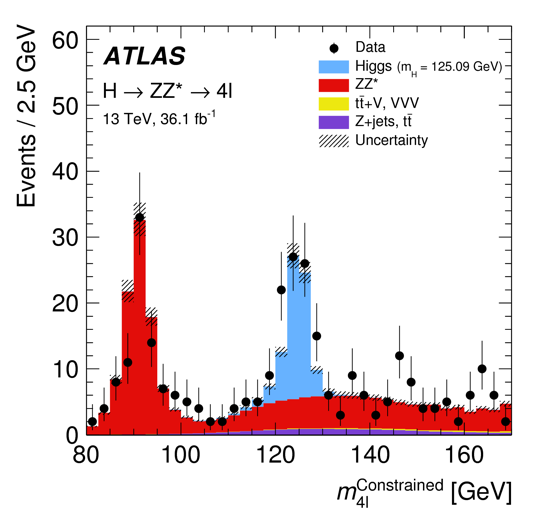 ATLAS
H → ZZ* → 4l
13 TeV, 36.1 fb⁻¹
Data
Higgs (m_H = 125.09 GeV)
ZZ*
tt̄+V, VVV
Z+jets, tt̄
Uncertainty
Events / 2.5 GeV
60
50
40
30
20
10
0
80 100 120 140 160
m_4l^Constrained [GeV]